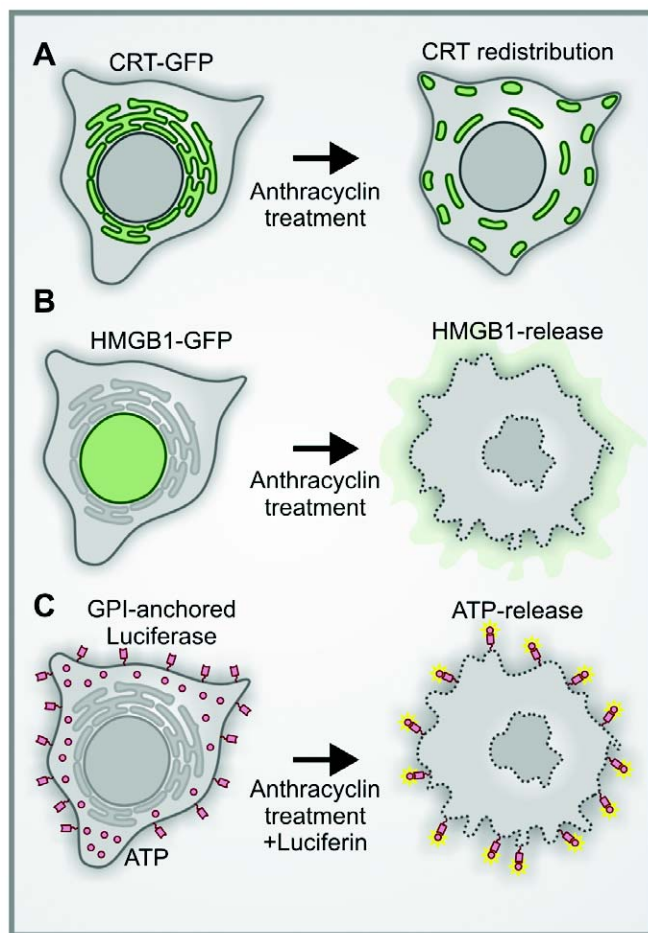 A
CRT-GFP
CRT redistribution
Anthracyclin
treatment
B
HMGB1-GFP
HMGB1-release
Anthracyclin
treatment
C
GPI-anchored
Luciferase
ATP-release
Anthracyclin
treatment
+Luciferin
ATP